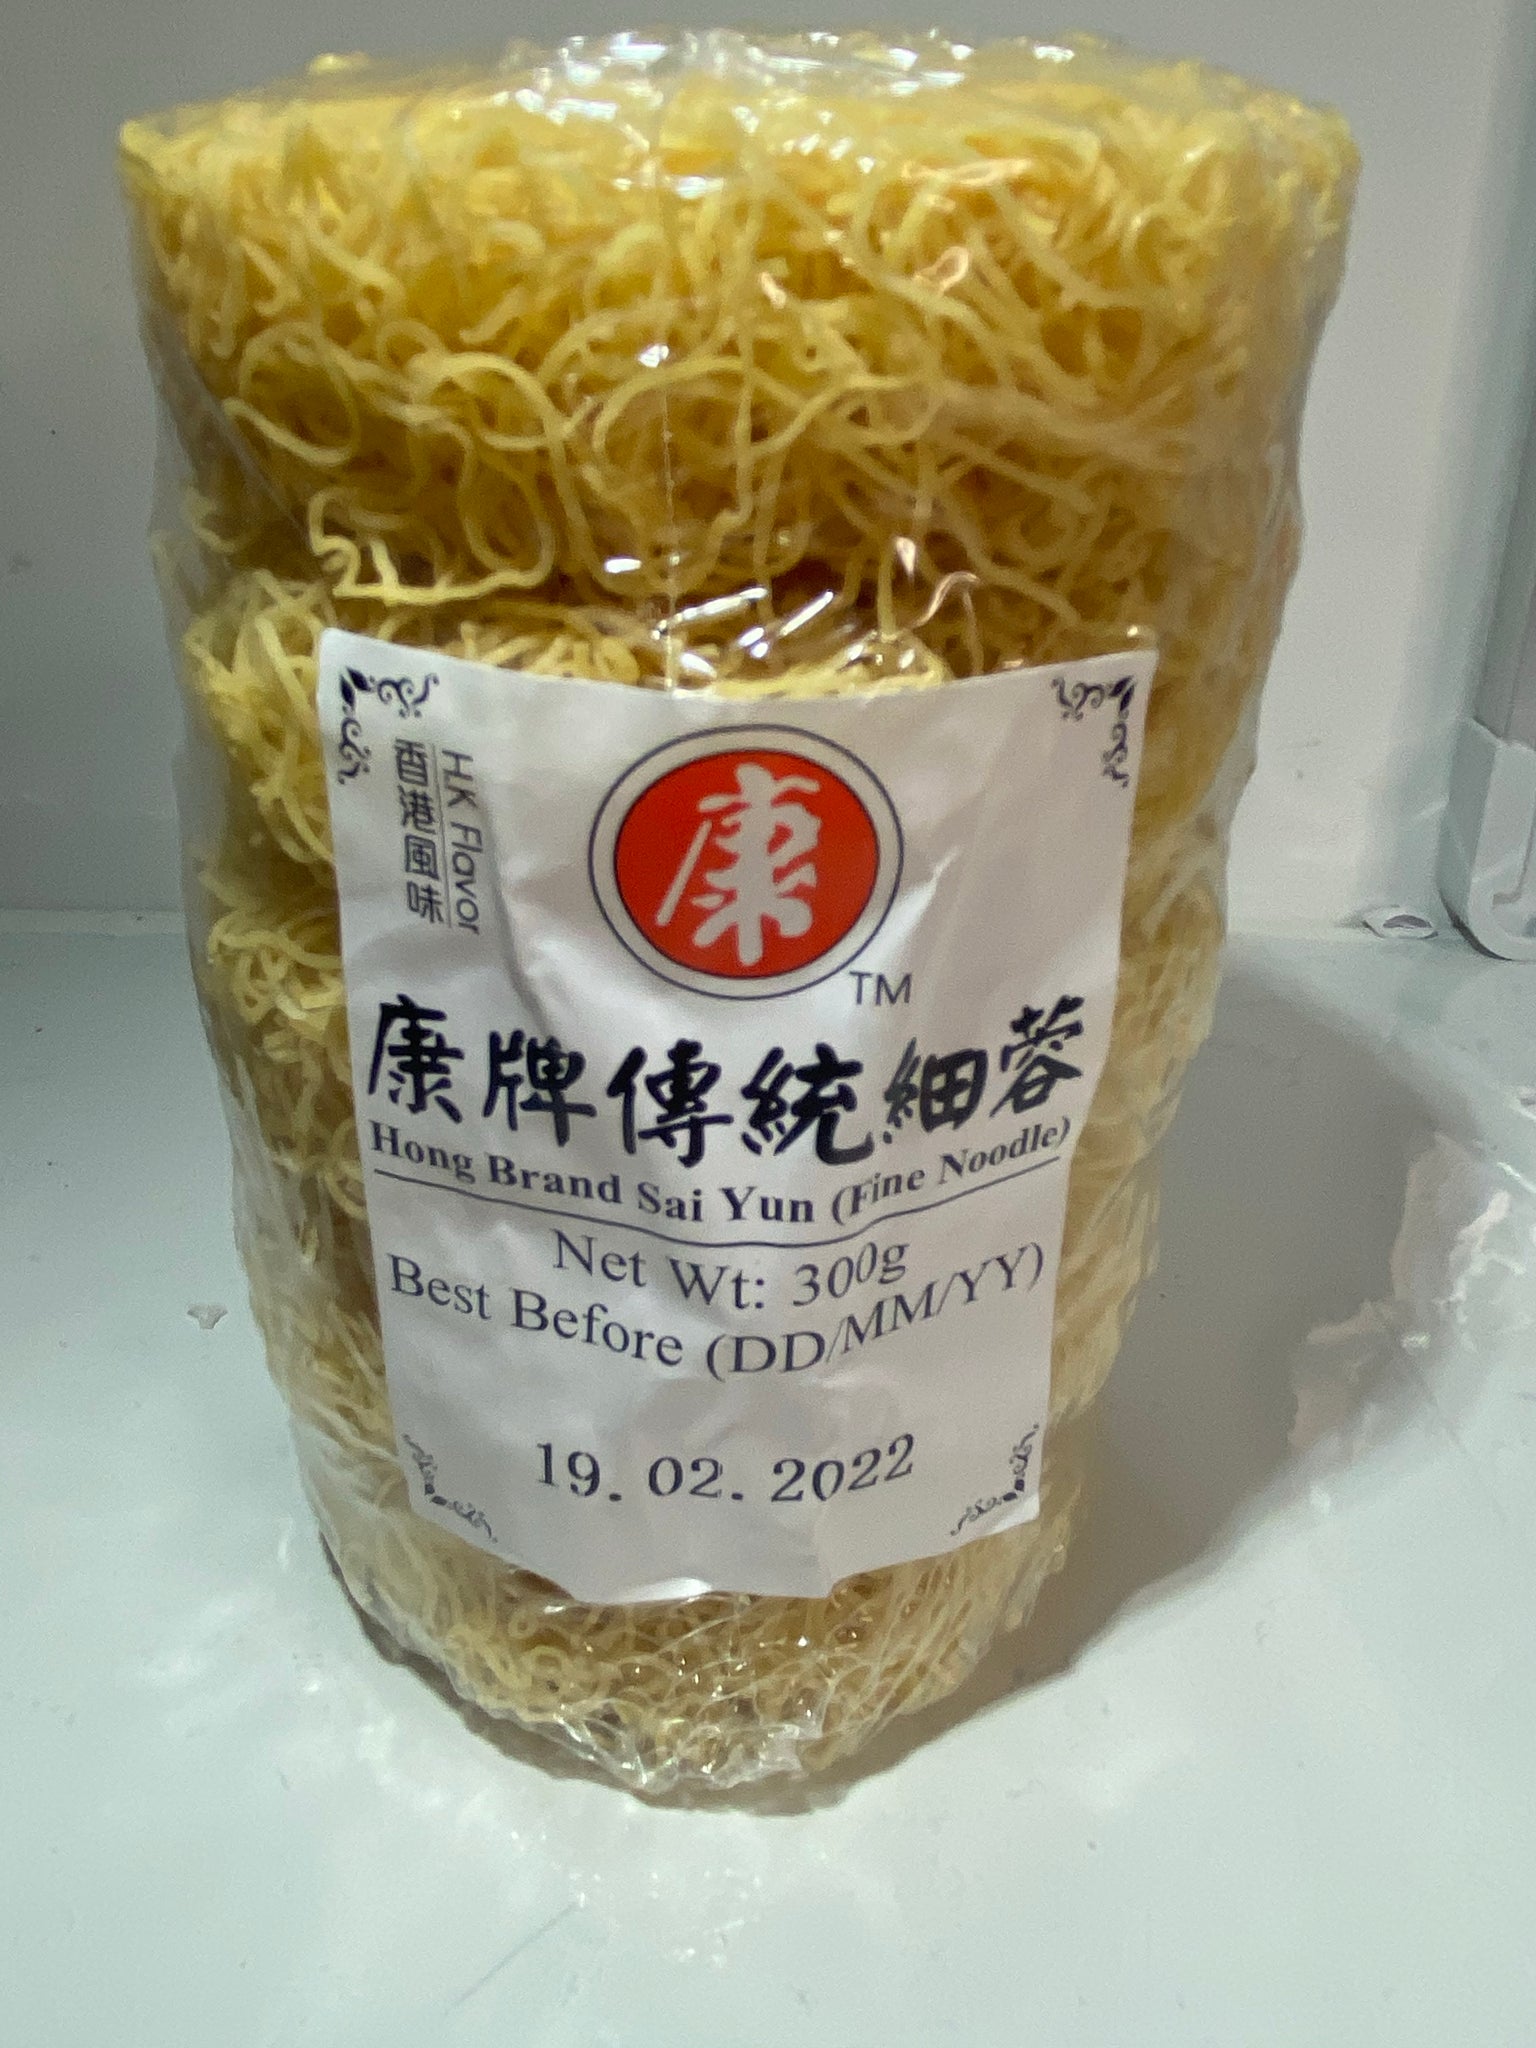 香港風味
HK Flavor
康
TM
康牌傳統細蓉
Hong Brand Sai Yun (Fine Noodle)
Net Wt: 300g
Best Before (DD/MM/YY)
19. 02. 2022